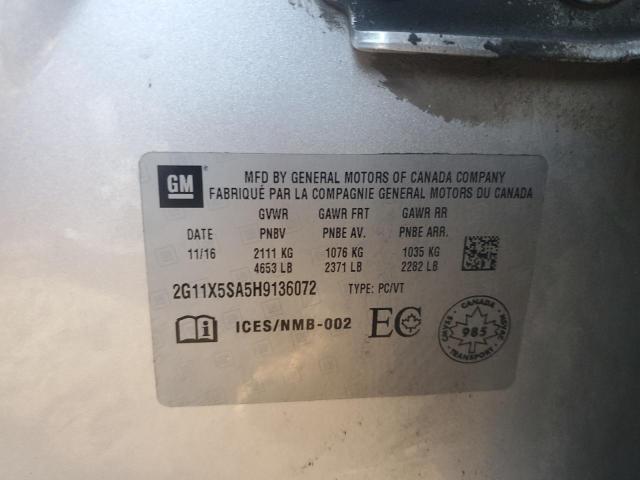 GM
MFD BY GENERAL MOTORS OF CANADA COMPANY
FABRIQUÉ PAR LA COMPAGNIE GENERAL MOTORS DU CANADA
GVWR GAWR FRT GAWR RR
DATE PNBV PNBE AV. PNBE ARR.
11/16 2111 KG 1076 KG 1035 KG
4653 LB 2371 LB 2282 LB
2G11X5SA5H9136072 TYPE: PC/VT
i ICES/NMB-002 EC
CANADA
985
TRANSPORT